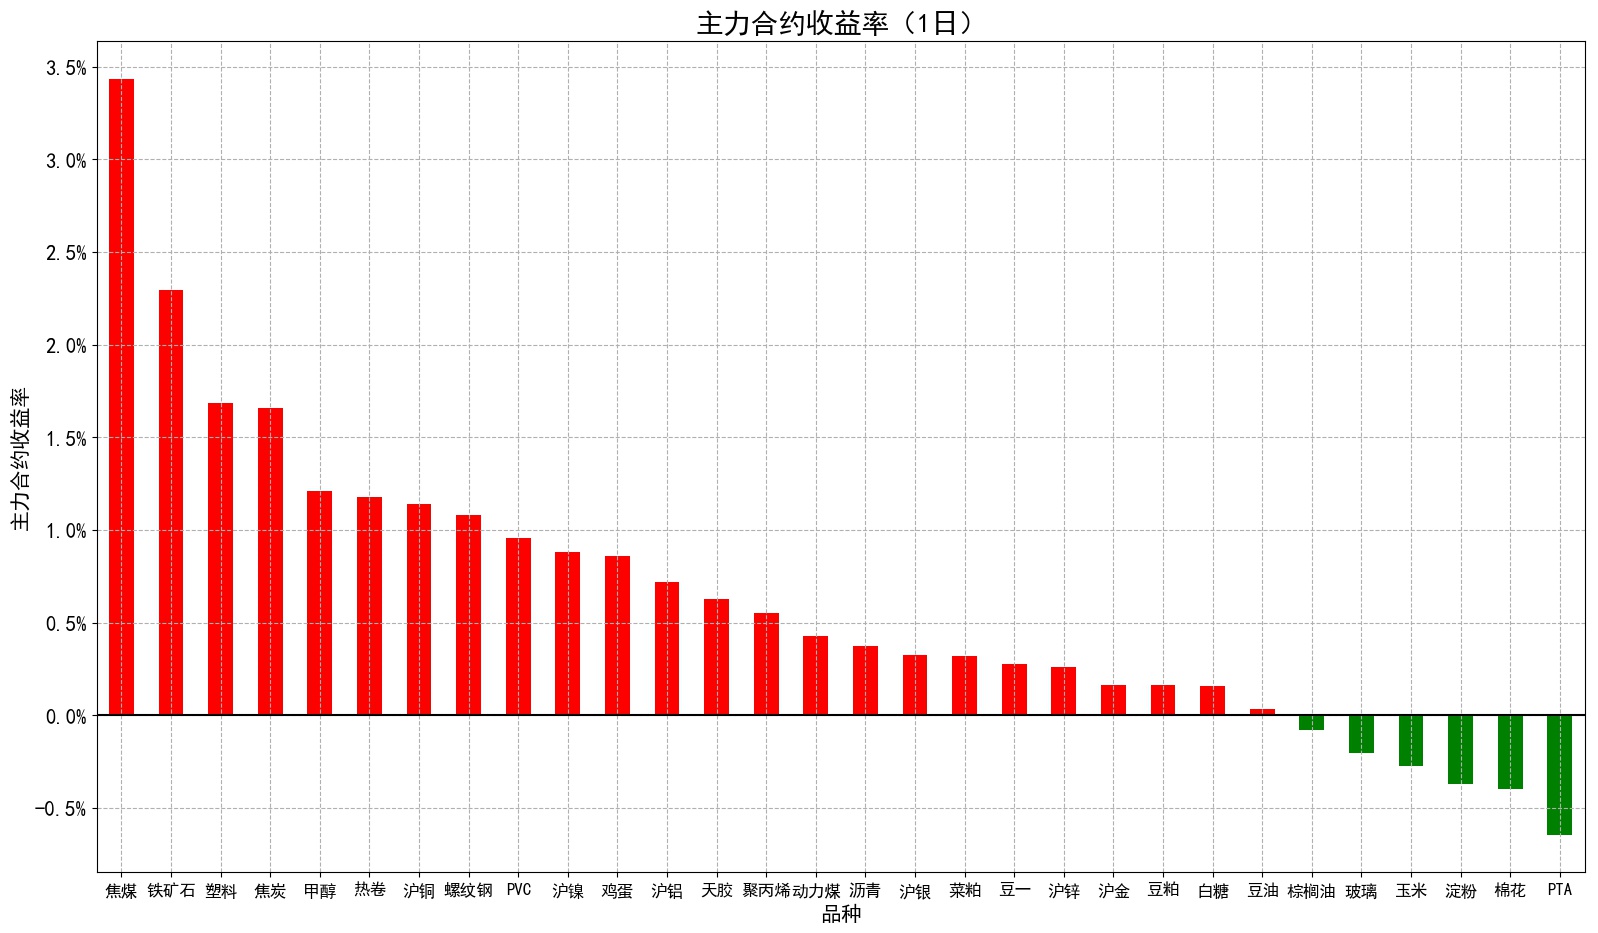 主力合约收益率（1日）
主力合约收益率
3.5%
3.0%
2.5%
2.0%
1.5%
1.0%
0.5%
0.0%
−0.5%
焦煤 铁矿石 塑料 焦炭 甲醇 热卷 沪铜 螺纹钢 PVC 沪镍 鸡蛋 沪铝 天胶 聚丙烯 动力煤 沥青 沪银 菜粕 豆一 沪锌 沪金 豆粕 白糖 豆油 棕榈油 玻璃 玉米 淀粉 棉花 PTA
品种